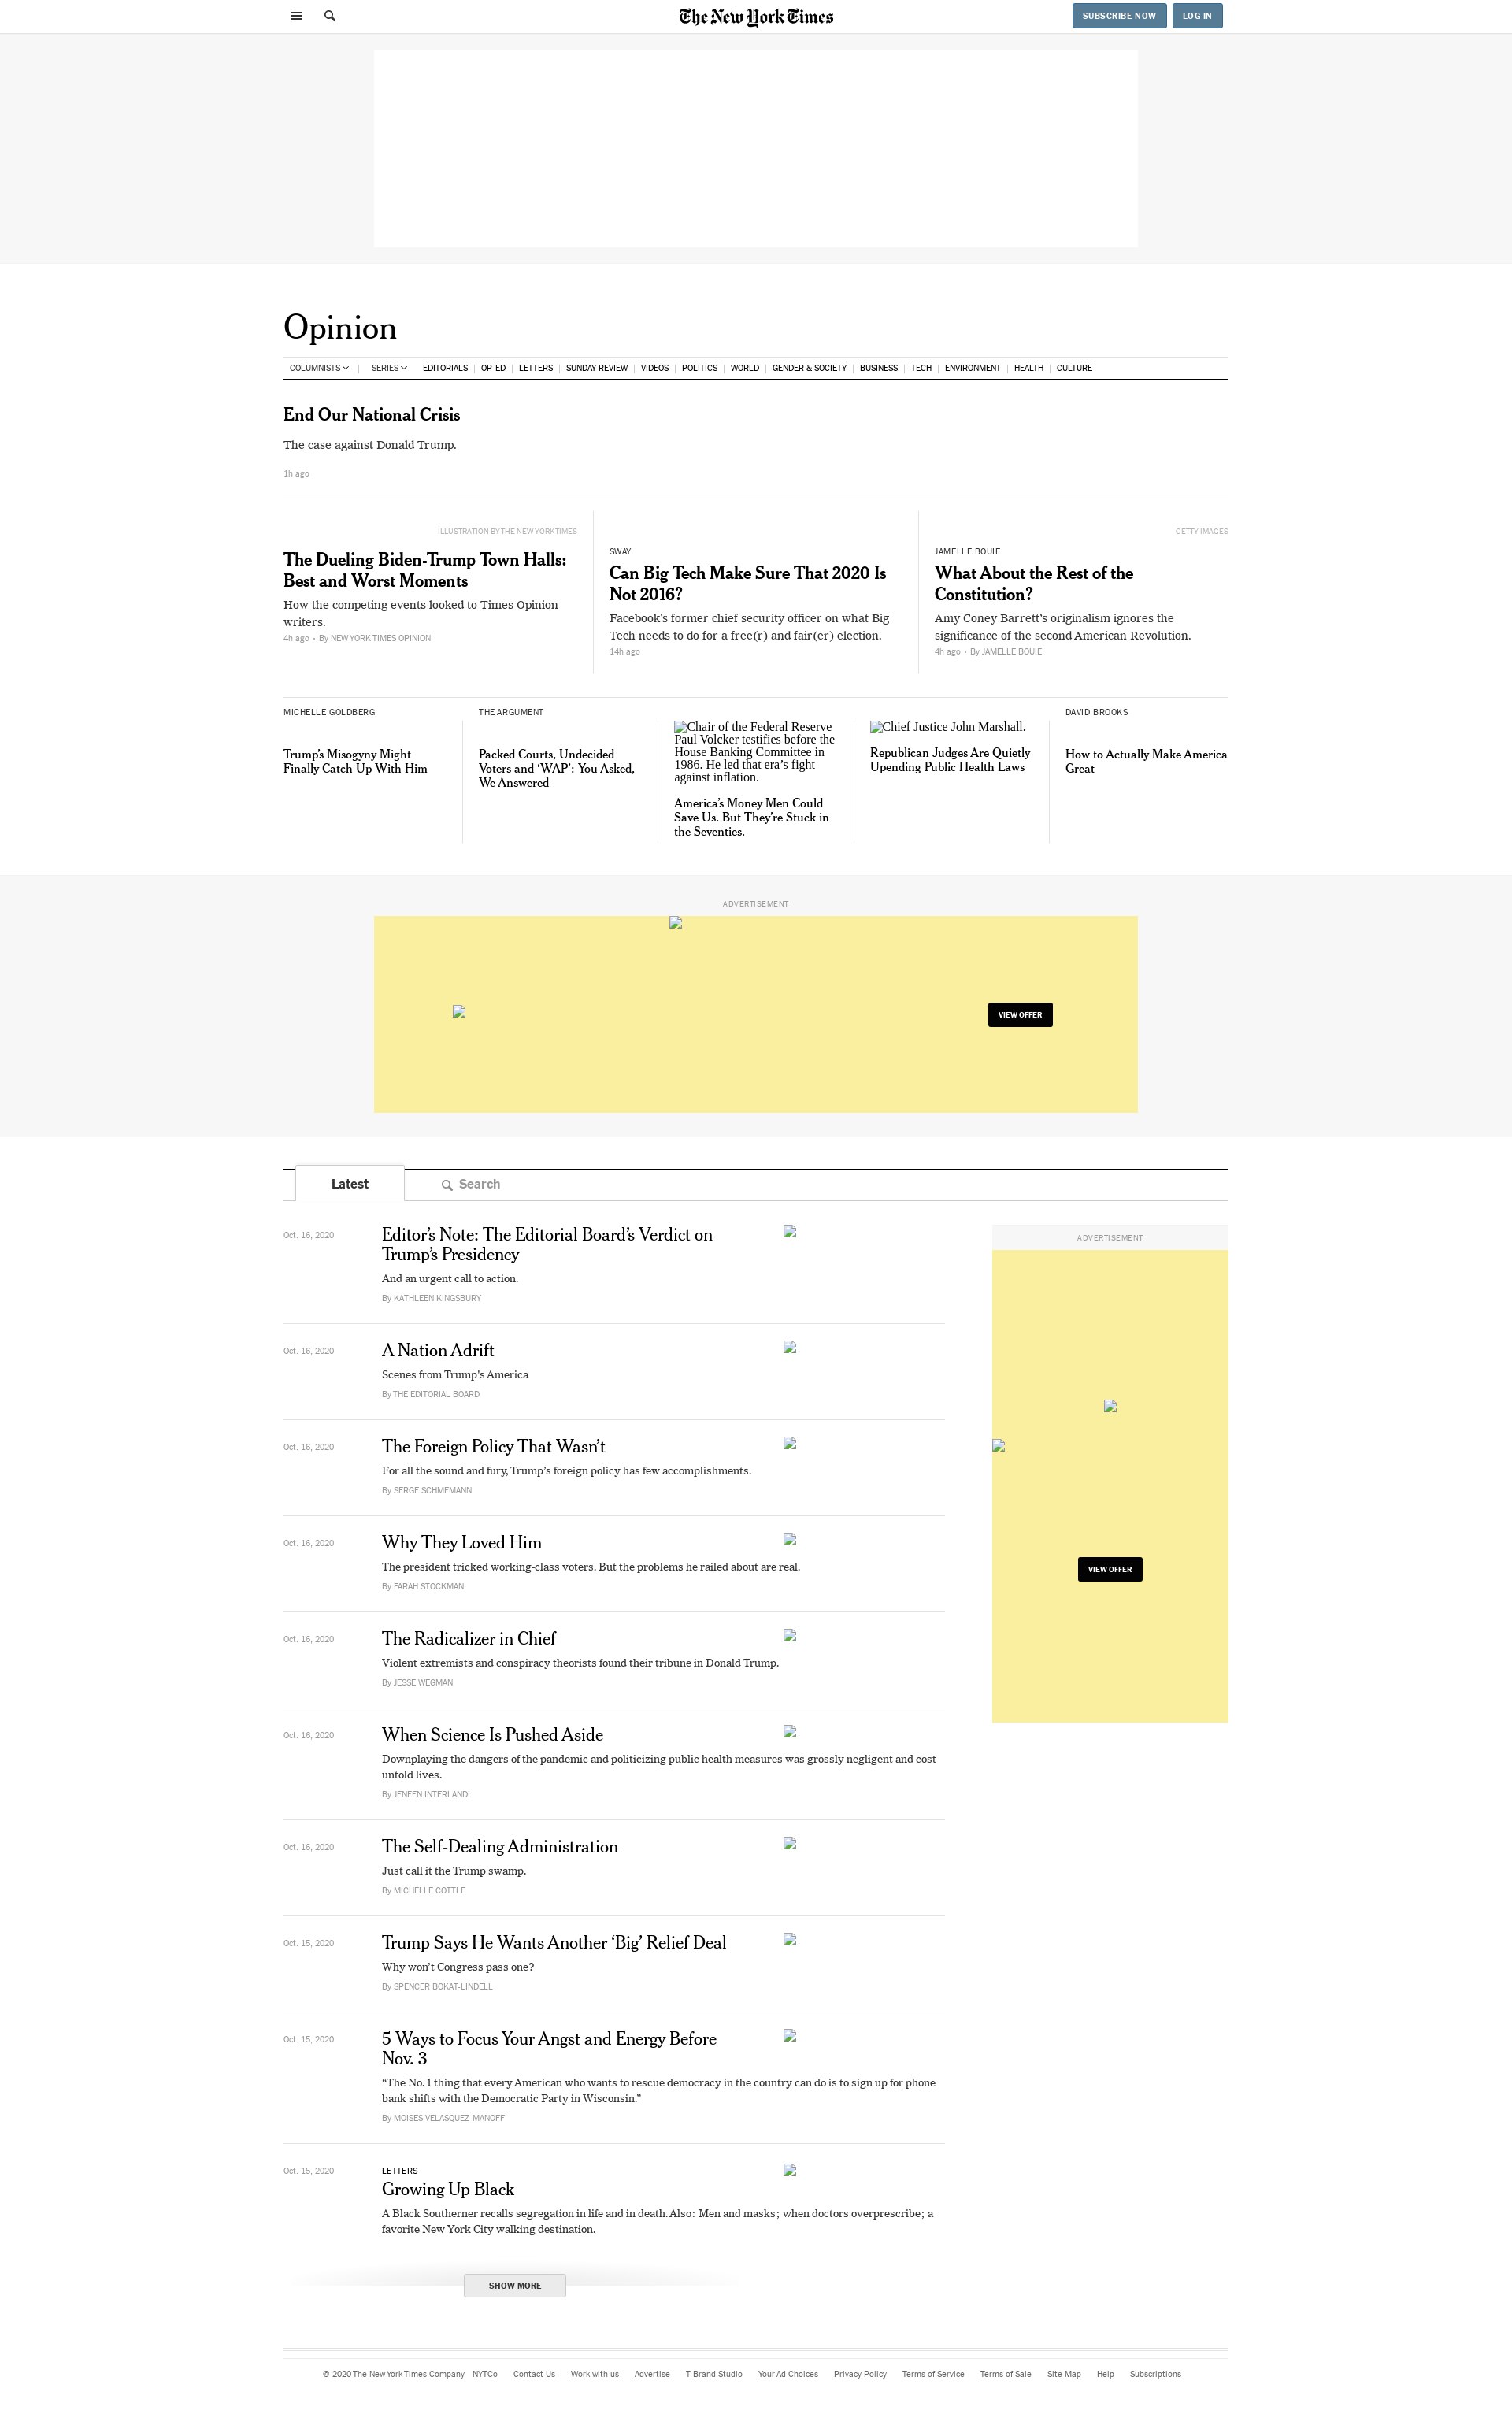 The New York Times
SUBSCRIBE NOW
LOG IN
Opinion
COLUMNISTS SERIES EDITORIALS OP-ED LETTERS SUNDAY REVIEW VIDEOS POLITICS WORLD GENDER & SOCIETY BUSINESS TECH ENVIRONMENT HEALTH CULTURE
End Our National Crisis
The case against Donald Trump.
1h ago
ILLUSTRATION BY THE NEW YORK TIMES
The Dueling Biden-Trump Town Halls:
Best and Worst Moments
How the competing events looked to Times Opinion
writers.
4h ago • By NEW YORK TIMES OPINION
SWAY
Can Big Tech Make Sure That 2020 Is
Not 2016?
Facebook’s former chief security officer on what Big
Tech needs to do for a free(r) and fair(er) election.
14h ago
GETTY IMAGES
JAMELLE BOUIE
What About the Rest of the
Constitution?
Amy Coney Barrett’s originalism ignores the
significance of the second American Revolution.
4h ago • By JAMELLE BOUIE
MICHELLE GOLDBERG
Trump’s Misogyny Might
Finally Catch Up With Him
THE ARGUMENT
Packed Courts, Undecided
Voters and ‘WAP’: You Asked,
We Answered
Chair of the Federal Reserve
Paul Volcker testifies before the
House Banking Committee in
1986. He led that era’s fight
against inflation.
America’s Money Men Could
Save Us. But They’re Stuck in
the Seventies.
Chief Justice John Marshall.
Republican Judges Are Quietly
Upending Public Health Laws
DAVID BROOKS
How to Actually Make America
Great
ADVERTISEMENT
VIEW OFFER
Latest
Search
Oct. 16, 2020
Editor’s Note: The Editorial Board’s Verdict on
Trump’s Presidency
And an urgent call to action.
By KATHLEEN KINGSBURY
ADVERTISEMENT
VIEW OFFER
Oct. 16, 2020
A Nation Adrift
Scenes from Trump’s America
By THE EDITORIAL BOARD
Oct. 16, 2020
The Foreign Policy That Wasn’t
For all the sound and fury, Trump’s foreign policy has few accomplishments.
By SERGE SCHMEMANN
Oct. 16, 2020
Why They Loved Him
The president tricked working-class voters. But the problems he railed about are real.
By FARAH STOCKMAN
Oct. 16, 2020
The Radicalizer in Chief
Violent extremists and conspiracy theorists found their tribune in Donald Trump.
By JESSE WEGMAN
Oct. 16, 2020
When Science Is Pushed Aside
Downplaying the dangers of the pandemic and politicizing public health measures was grossly negligent and cost
untold lives.
By JENEEN INTERLANDI
Oct. 16, 2020
The Self-Dealing Administration
Just call it the Trump swamp.
By MICHELLE COTTLE
Oct. 15, 2020
Trump Says He Wants Another ‘Big’ Relief Deal
Why won’t Congress pass one?
By SPENCER BOKAT-LINDELL
Oct. 15, 2020
5 Ways to Focus Your Angst and Energy Before
Nov. 3
“The No. 1 thing that every American who wants to rescue democracy in the country can do is to sign up for phone
bank shifts with the Democratic Party in Wisconsin.”
By MOISES VELASQUEZ-MANOFF
Oct. 15, 2020
LETTERS
Growing Up Black
A Black Southerner recalls segregation in life and in death. Also: Men and masks; when doctors overprescribe; a
favorite New York City walking destination.
SHOW MORE
© 2020 The New York Times Company NYTCo Contact Us Work with us Advertise T Brand Studio Your Ad Choices Privacy Policy Terms of Service Terms of Sale Site Map Help Subscriptions